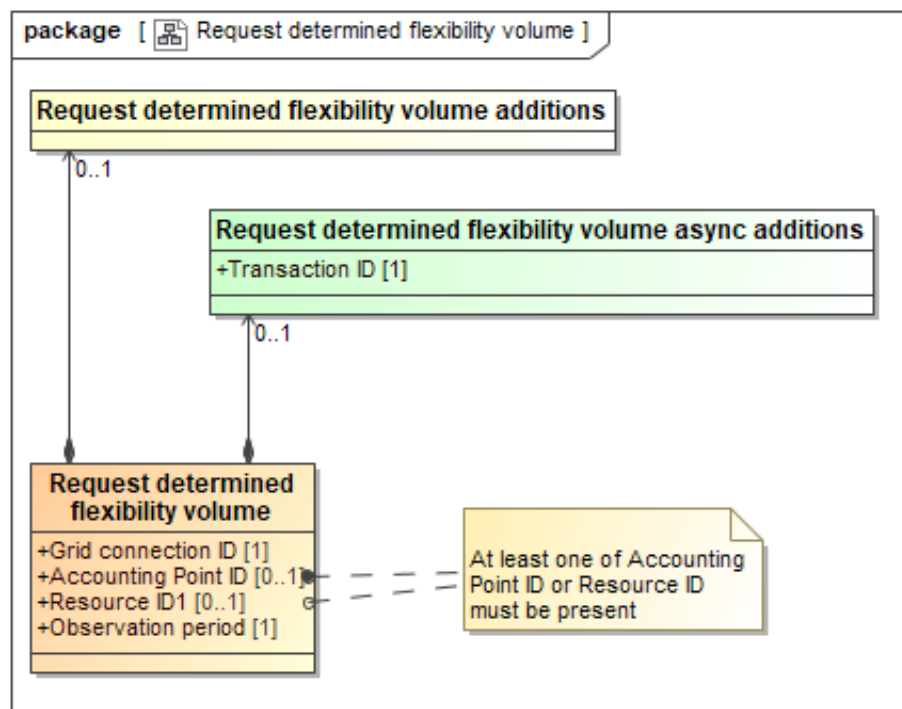 package [ Request determined flexibility volume ]
Request determined flexibility volume additions
0..1
Request determined flexibility volume async additions
+Transaction ID [1]
0..1
Request determined
flexibility volume
+Grid connection ID [1]
+Accounting Point ID [0..1]
+Resource ID1 [0..1]
+Observation period [1]
At least one of Accounting
Point ID or Resource ID
must be present